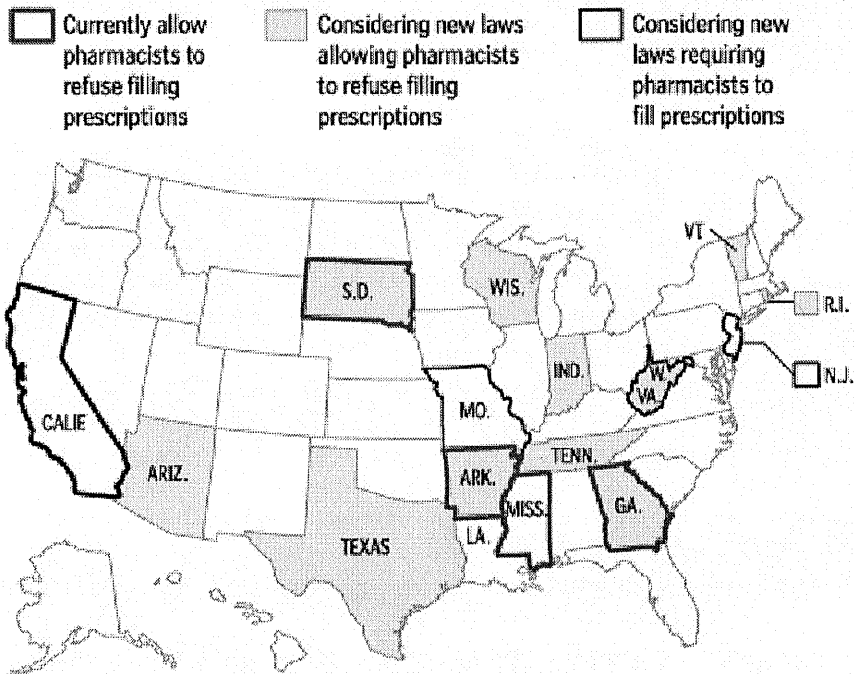 Currently allow
pharmacists to
refuse filling
prescriptions
Considering new laws
allowing pharmacists
to refuse filling
prescriptions
Considering new
laws requiring
pharmacists to
fill prescriptions
VT
S.D.
WIS.
R.I.
IND.
W.
VA.
N.J.
MO.
CALIF
ARIZ.
ARK.
TENN.
MISS.
GA.
LA.
TEXAS